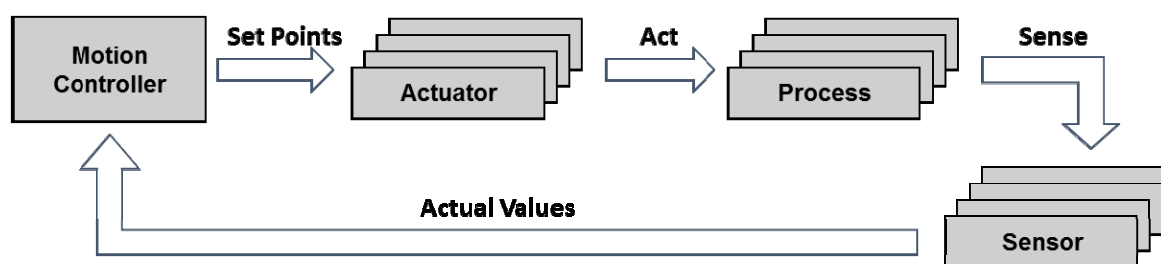 Set Points
Act
Sense
Motion
Controller
Actuator
Process
Actual Values
Sensor